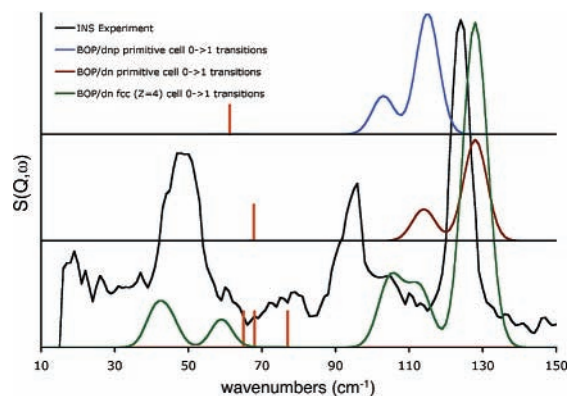 INS Experiment
BOP/dnp primitive cell 0->1 transitions
BOP/dn primitive cell 0->1 transitions
BOP/dn fcc (Z=4) cell 0->1 transitions
S(Q,ω)
10 30 50 70 90 110 130 150
wavenumbers (cm⁻¹)